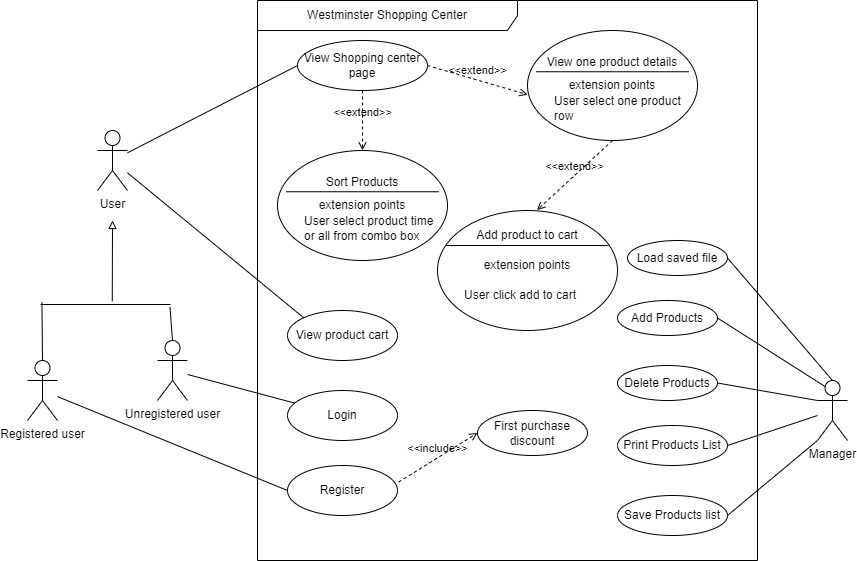 Westminster Shopping Center
View Shopping center
page
<<extend>>
View one product details
extension points
User select one product
row
<<extend>>
<<extend>>
Sort Products
extension points
User select product time
or all from combo box
Add product to cart
extension points
User click add to cart
User
Load saved file
Add Products
View product cart
Delete Products
Registered user
Unregistered user
Login
First purchase
discount
<<include>>
Print Products List
Manager
Register
Save Products list